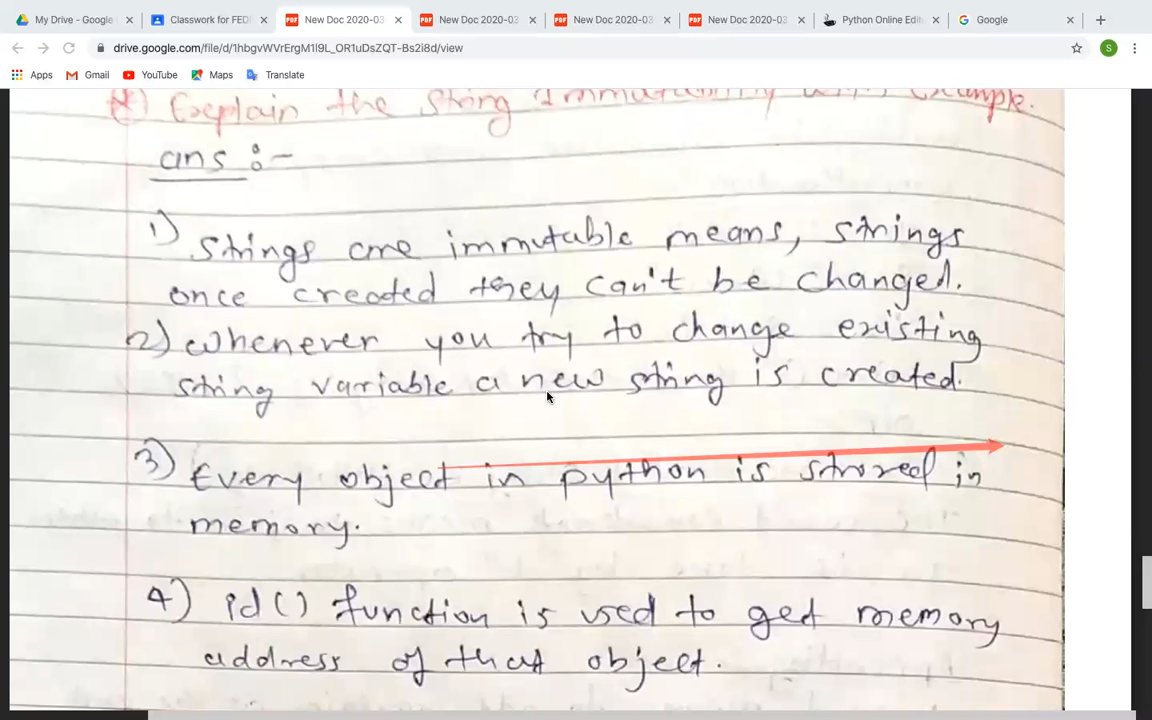 My Drive - Google
Classwork for FED
New Doc 2020-03
New Doc 2020-03
New Doc 2020-03
New Doc 2020-03
Python Online Edit
Google
drive.google.com/file/d/1hbgvWVrErgM1l9L_OR1uDsZQT-Bs2i8d/view
S
Apps
Gmail
YouTube
Maps
Translate
Explain the String Immutability with example.
ans :-
1) Strings are immutable means, strings
once created they can't be changed.
2) Whenever you try to change existing
string variable a new string is created.
3) Every object in python is strored in
memory.
4) id() function is used to get memory
address of that object.